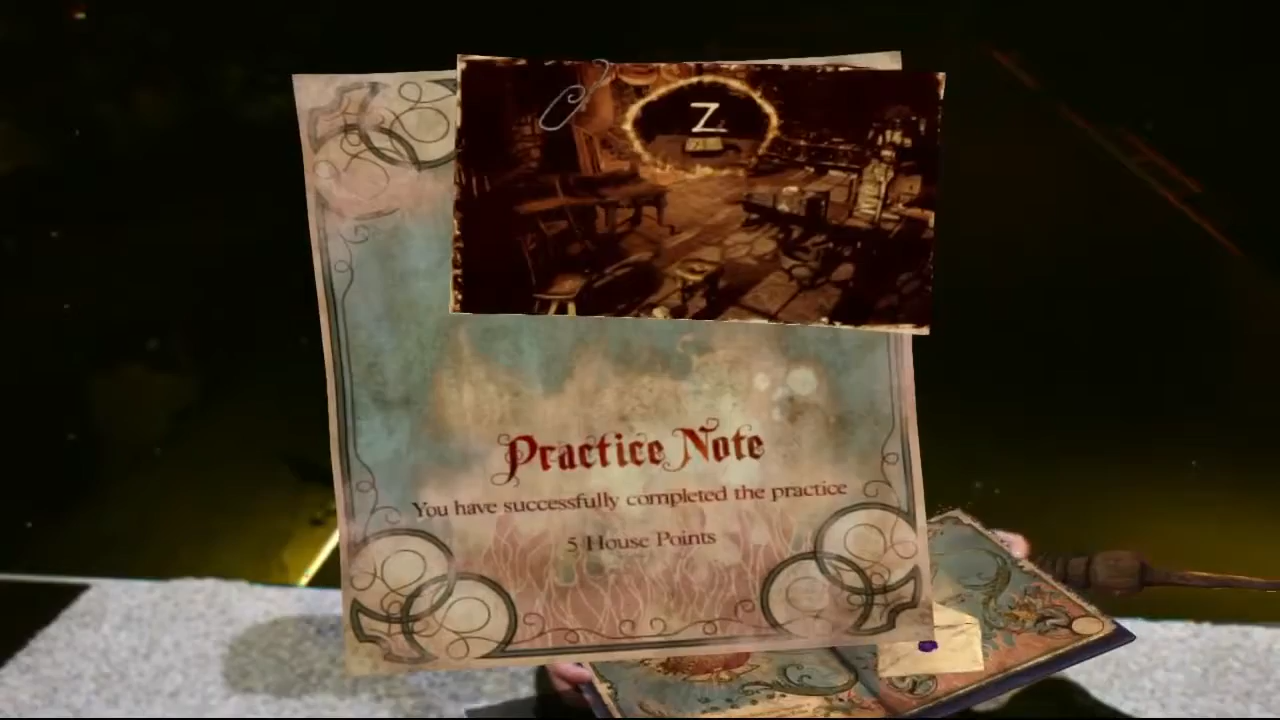 Z
Practice Note
You have successfully completed the practice
5 House Points